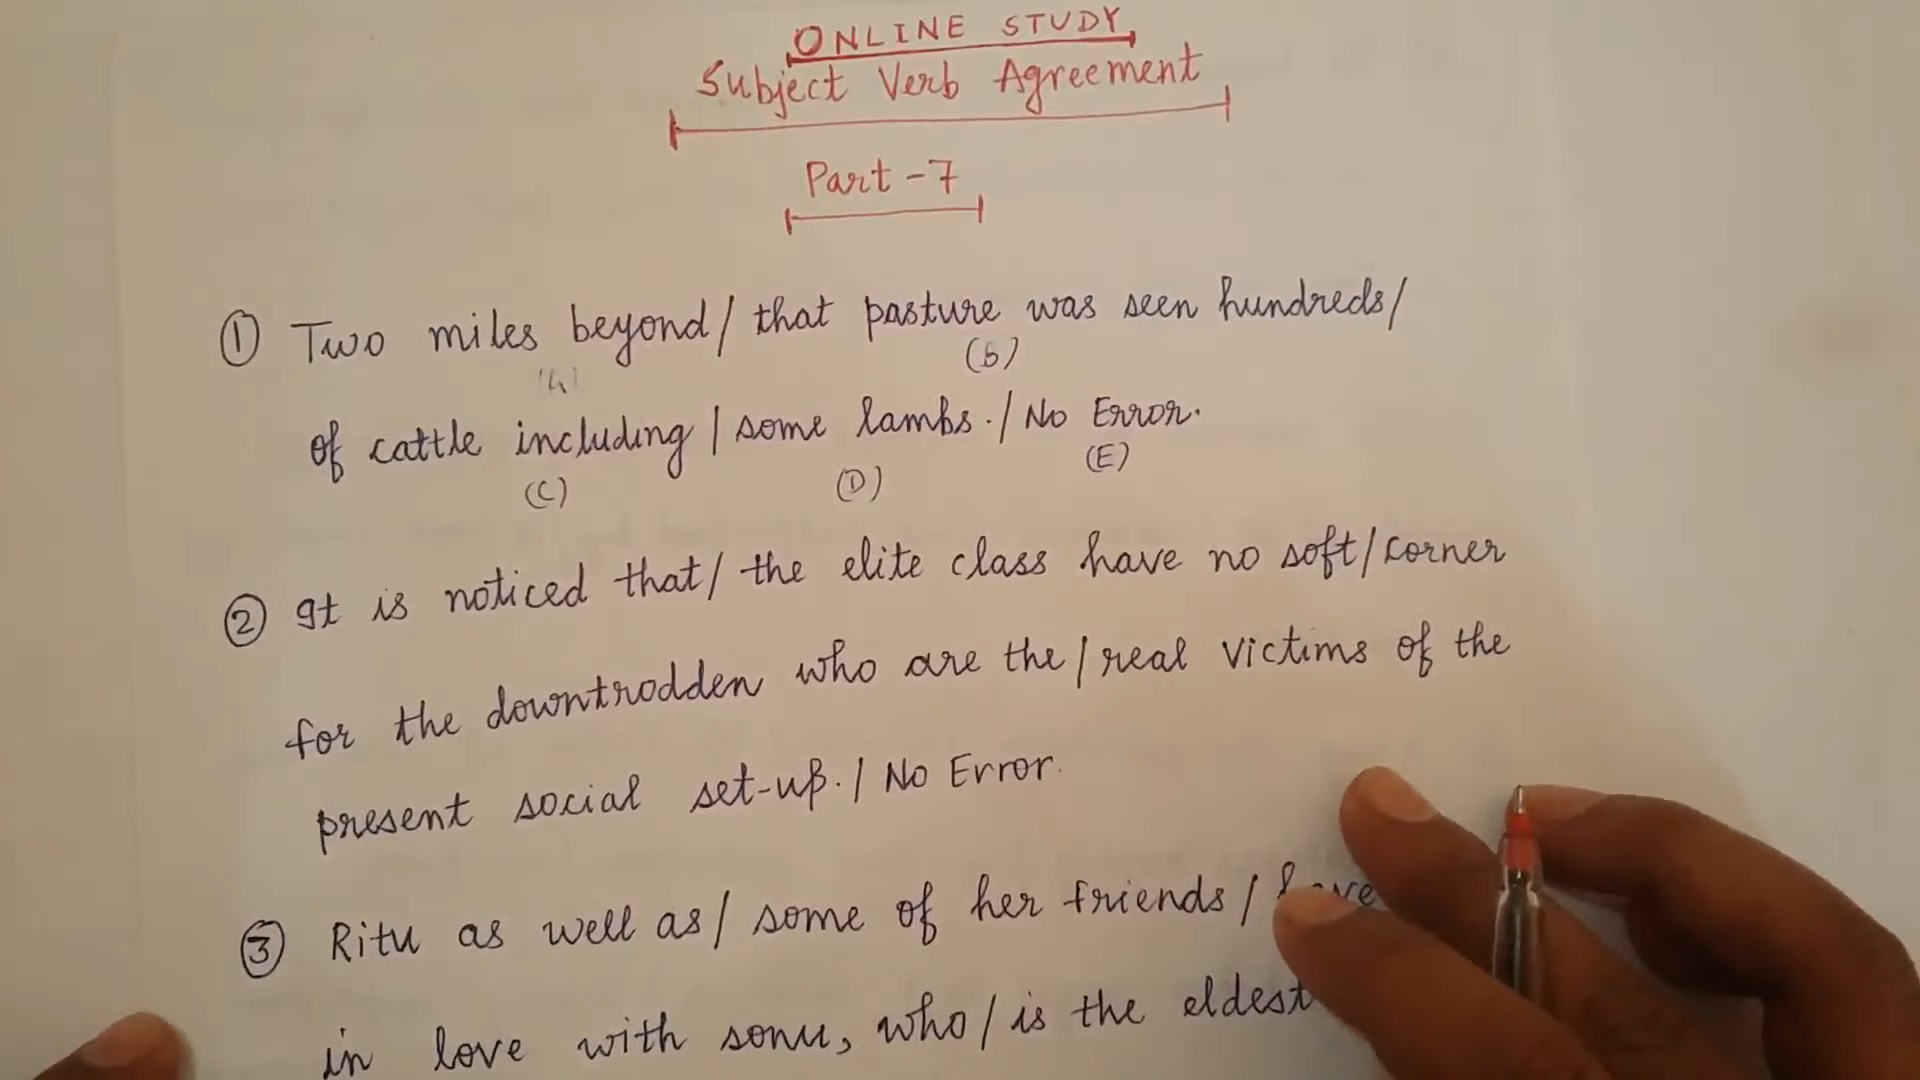 ONLINE STUDY
Subject Verb Agreement
Part-7
① Two miles beyond/ that pasture was seen hundreds/
(A) (B)
of cattle including / some lambs. / No Error.
(C) (D) (E)
② It is noticed that/ the elite class have no soft/corner
for the downtrodden who are the/real victims of the
present social set-up. / No Error.
③ Ritu as well as/ some of her friends /
in love with sonu, who/ is the eldest